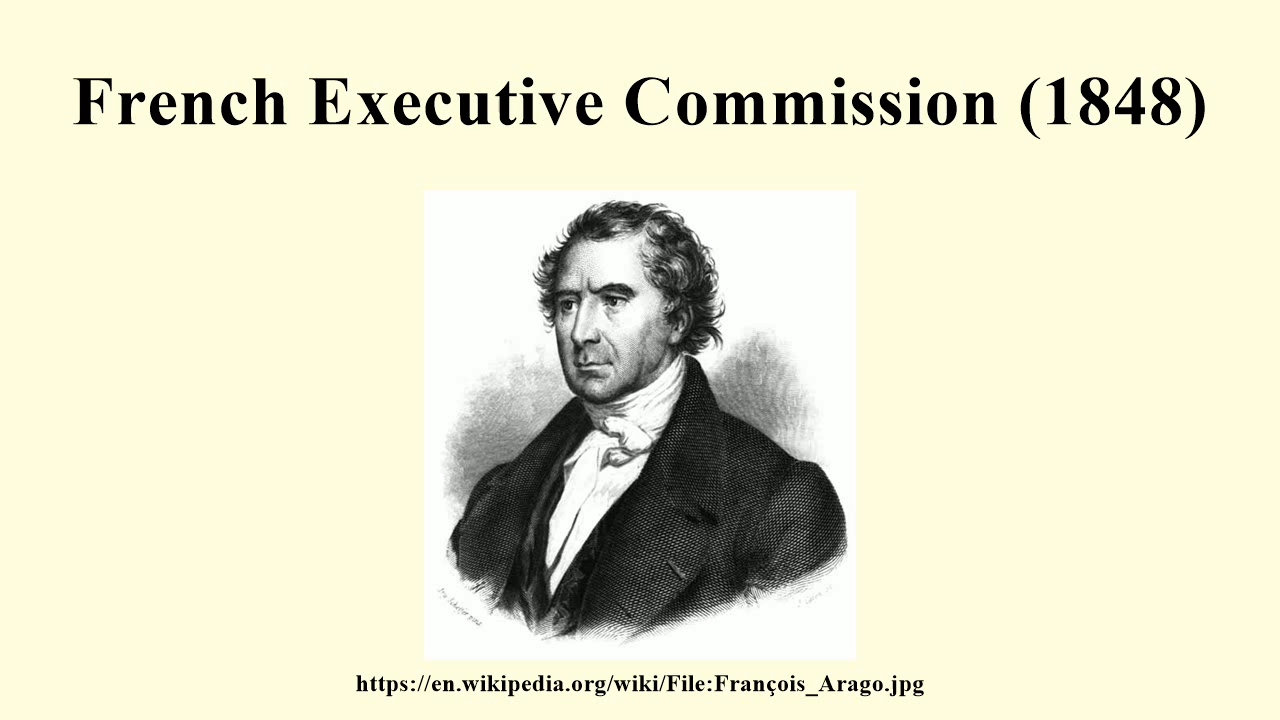 French Executive Commission (1848)
https://en.wikipedia.org/wiki/File:François_Arago.jpg